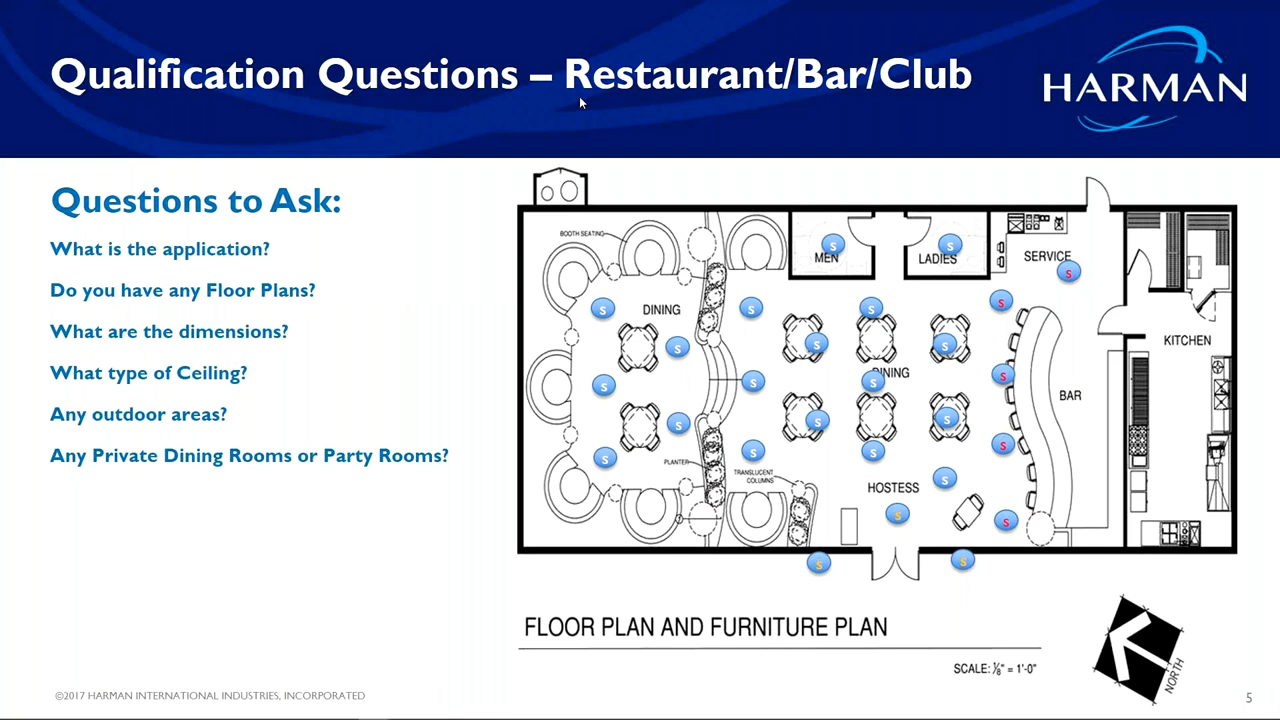 Qualification Questions – Restaurant/Bar/Club
HARMAN
Questions to Ask:
What is the application?
Do you have any Floor Plans?
What are the dimensions?
What type of Ceiling?
Any outdoor areas?
Any Private Dining Rooms or Party Rooms?
BOOTH SEATING
MEN
S
LADIES
S
SERVICE
S
DINING
S
S
S
S
S
S
S
S
KITCHEN
S
S
DINING
S
S
S
BAR
S
S
S
S
PLANTER
TRANSLUCENT
COLUMNS
S
S
S
HOSTESS
S
S
S
S
S
FLOOR PLAN AND FURNITURE PLAN
SCALE: ⅛" = 1'-0"
NORTH
©2017 HARMAN INTERNATIONAL INDUSTRIES, INCORPORATED
5